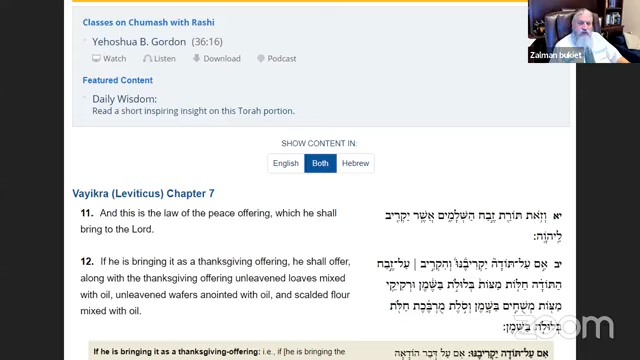 Classes on Chumash with Rashi
Yehoshua B. Gordon (36:16)
Watch Listen Download Podcast
Featured Content
Daily Wisdom:
Read a short inspiring insight on this Torah portion.
Zalman bukiet
SHOW CONTENT IN:
English Both Hebrew
Vayikra (Leviticus) Chapter 7
11. And this is the law of the peace offering, which he shall
bring to the Lord.
יא וְזֹ֥את תּוֹרַ֖ת זֶ֣בַח הַשְּׁלָמִ֑ים אֲשֶׁ֥ר יַקְרִ֖יב
לַֽיהֹוָֽה:
12. If he is bringing it as a thanksgiving offering, he shall offer,
along with the thanksgiving offering unleavened loaves mixed
with oil, unleavened wafers anointed with oil, and scalded flour
mixed with oil.
יב אִ֣ם עַל־תּוֹדָה֘ יַקְרִיבֶ֒נּוּ֒ וְהִקְרִ֣יב | עַל־זֶ֣בַח
הַתּוֹדָ֗ה חַלּ֤וֹת מַצּוֹת֙ בְּלוּלֹ֣ת בַּשֶּׁ֔מֶן וּרְקִיקֵ֥י
מַצּ֖וֹת מְשֻׁחִ֣ים בַּשָּׁ֑מֶן וְסֹ֣לֶת מֻרְבֶּ֔כֶת חַלֹּ֖ת
בְּלוּלֹ֥ת בַּשָּֽׁמֶן:
zoom
If he is bringing it as a thanksgiving-offering: i.e., if [he is bringing the
אם על תודה יקריבנו: אִם עַל דְּבַר הוֹדָאָה